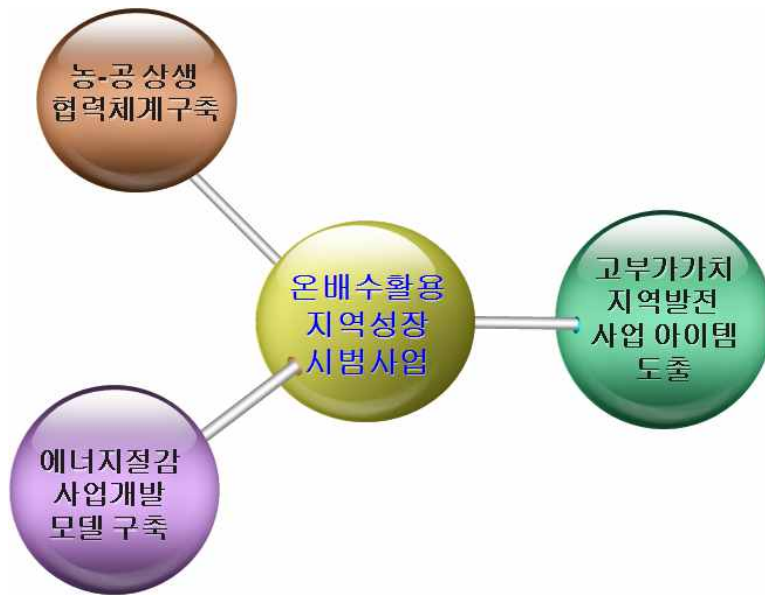 농-공 상생
협력체계구축
온배수활용
지역성장
시범사업
고부가가치
지역발전
사업 아이템
도출
에너지절감
사업개발
모델 구축